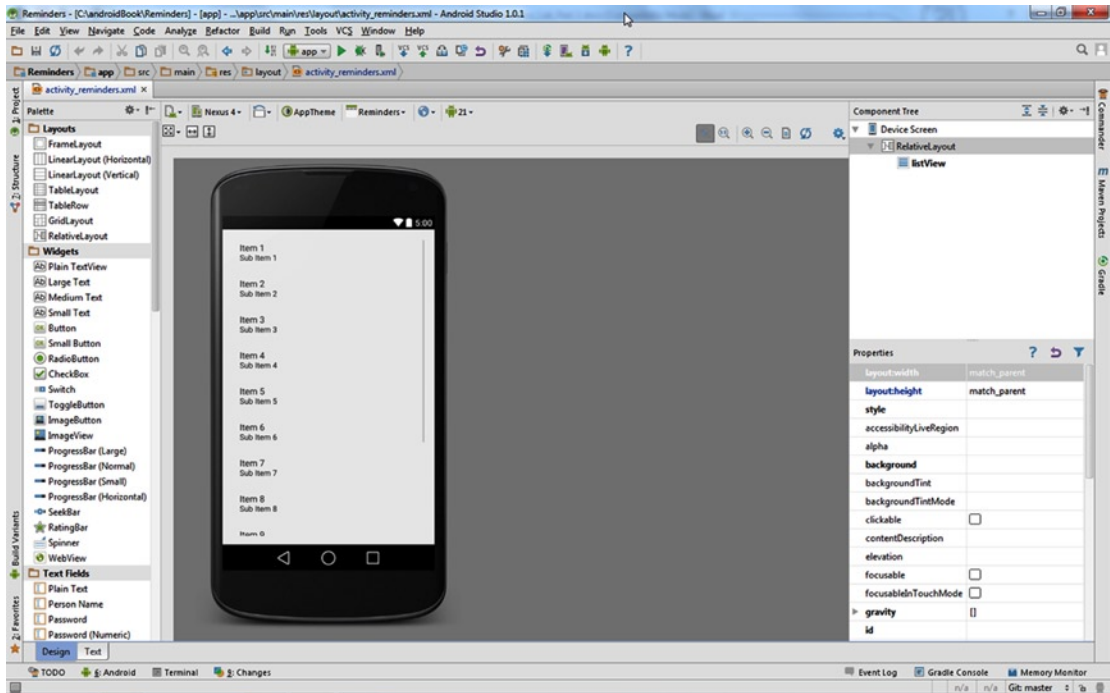 Reminders - [C:\androidBook\Reminders] - [app] - ...\app\src\main\res\layout\activity_reminders.xml - Android Studio 1.0.1
File Edit View Navigate Code Analyze Refactor Build Run Tools VCS Window Help
app
Reminders app src main res layout activity_reminders.xml
activity_reminders.xml
1: Project
2: Structure
Build Variants
2: Favorites
Palette
Layouts
FrameLayout
LinearLayout (Horizontal)
LinearLayout (Vertical)
TableLayout
TableRow
GridLayout
RelativeLayout
Widgets
Plain TextView
Large Text
Medium Text
Small Text
Button
Small Button
RadioButton
CheckBox
Switch
ToggleButton
ImageButton
ImageView
ProgressBar (Large)
ProgressBar (Normal)
ProgressBar (Small)
ProgressBar (Horizontal)
SeekBar
RatingBar
Spinner
WebView
Text Fields
Plain Text
Person Name
Password
Password (Numeric)
Design Text
Nexus 4 AppTheme Reminders 21
5:00
Item 1
Sub Item 1
Item 2
Sub Item 2
Item 3
Sub Item 3
Item 4
Sub Item 4
Item 5
Sub Item 5
Item 6
Sub Item 6
Item 7
Sub Item 7
Item 8
Sub Item 8
Item 9
Component Tree
Device Screen
RelativeLayout
listView
Properties
layout:width match_parent
layout:height match_parent
style
accessibilityLiveRegion
alpha
background
backgroundTint
backgroundTintMode
clickable
contentDescription
elevation
focusable
focusableInTouchMode
gravity []
id
Commander
Maven Projects
Gradle
TODO 6: Android Terminal 9: Changes
Event Log Gradle Console Memory Monitor
n/a n/a Git: master